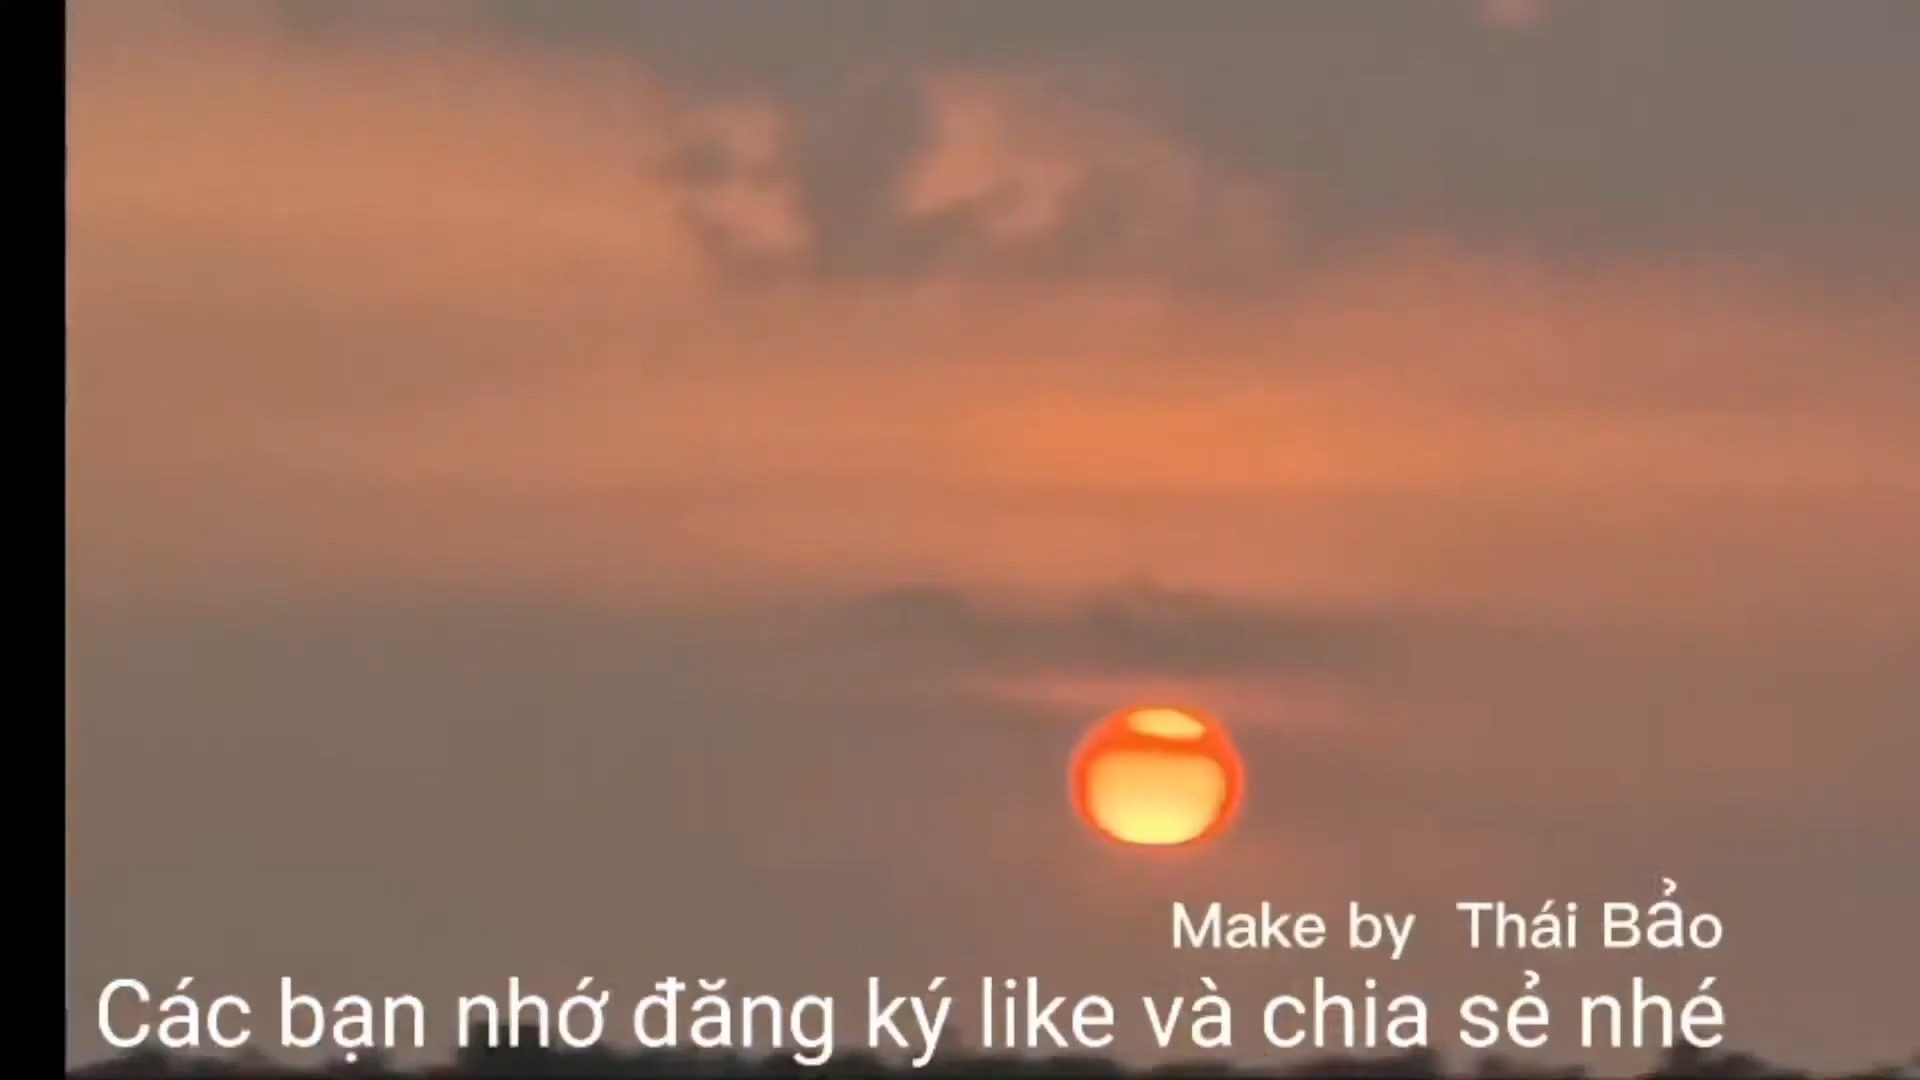 Make by Thái Bảo
Các bạn nhớ đăng ký like và chia sẻ nhé